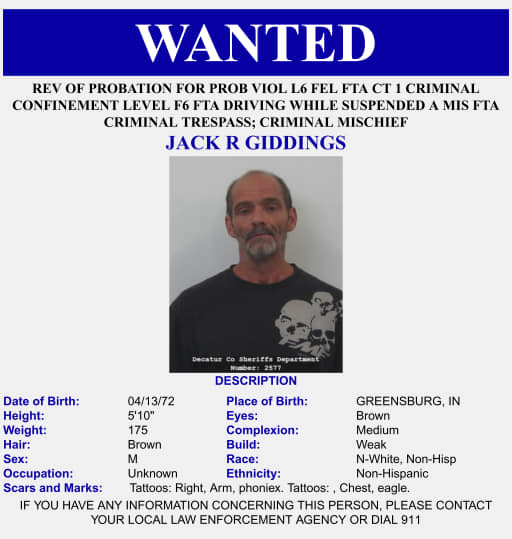 WANTED
REV OF PROBATION FOR PROB VIOL L6 FEL FTA CT 1 CRIMINAL
CONFINEMENT LEVEL F6 FTA DRIVING WHILE SUSPENDED A MIS FTA
CRIMINAL TRESPASS; CRIMINAL MISCHIEF
JACK R GIDDINGS
Decatur Co Sheriffs Department
Number: 2577
DESCRIPTION
Date of Birth: 04/13/72 Place of Birth: GREENSBURG, IN
Height: 5'10" Eyes: Brown
Weight: 175 Complexion: Medium
Hair: Brown Build: Weak
Sex: M Race: N-White, Non-Hisp
Occupation: Unknown Ethnicity: Non-Hispanic
Scars and Marks: Tattoos: Right, Arm, phoniex. Tattoos: , Chest, eagle.
IF YOU HAVE ANY INFORMATION CONCERNING THIS PERSON, PLEASE CONTACT
YOUR LOCAL LAW ENFORCEMENT AGENCY OR DIAL 911